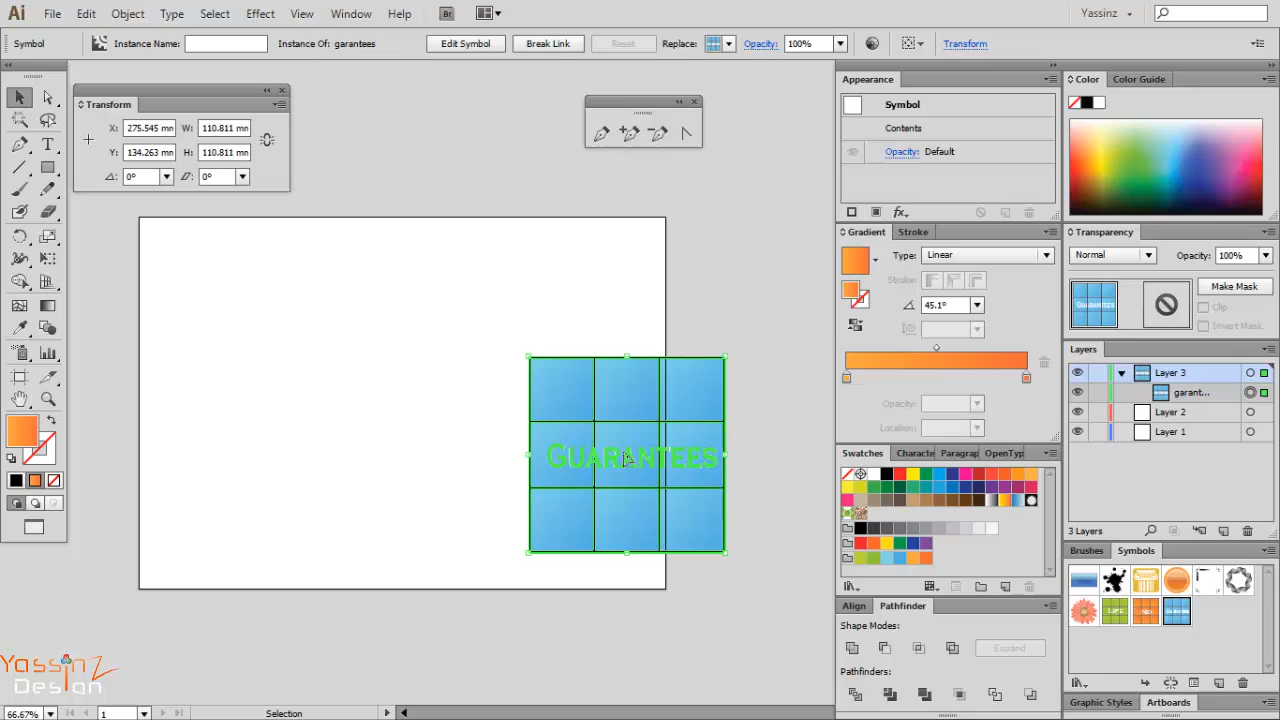 Ai File Edit Object Type Select Effect View Window Help Br Yassinz
Symbol Instance Name: Instance Of: garantees Edit Symbol Break Link Reset Replace: Opacity: 100% Transform
Transform
X: 275.545 mm W: 110.811 mm
Y: 134.263 mm H: 110.811 mm
0° 0°
GUARANTEES
Appearance
Symbol
Contents
Opacity: Default
fx
Gradient Stroke
Type: Linear
Stroke:
45.1°
Opacity:
Location:
Swatches Characte Paragrap OpenTyp
Align Pathfinder
Shape Modes:
Expand
Pathfinders:
Color Color Guide
Transparency
Normal Opacity: 100%
GUARANTEES
Make Mask
Clip
Invert Mask
Layers
Layer 3
garant...
Layer 2
Layer 1
3 Layers
Brushes Symbols
Graphic Styles Artboards
YassinZ
Design
66.67% 1 Selection